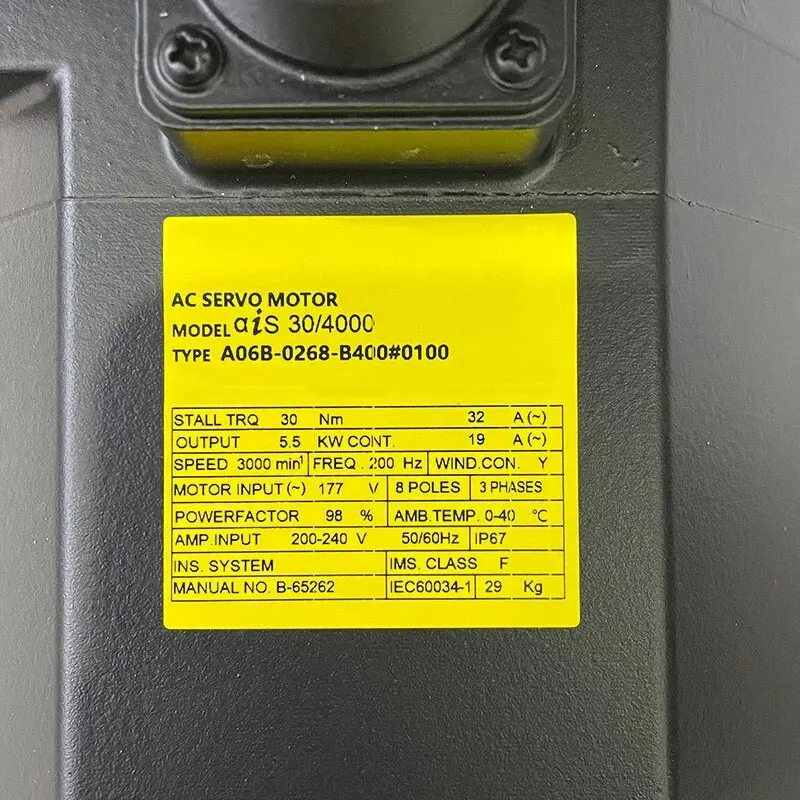 AC SERVO MOTOR
MODEL αiS 30/4000
TYPE A06B-0268-B400#0100
STALL TRQ 30 Nm 32 A(~)
OUTPUT 5.5 KW CONT. 19 A(~)
SPEED 3000 min¹ FREQ. 200 Hz WIND.CON. Y
MOTOR INPUT(~) 177 V 8 POLES 3 PHASES
POWERFACTOR 98 % AMB.TEMP. 0-40 ℃
AMP.INPUT 200-240 V 50/60Hz IP67
INS. SYSTEM IMS. CLASS F
MANUAL NO. B-65262 IEC60034-1 29 Kg